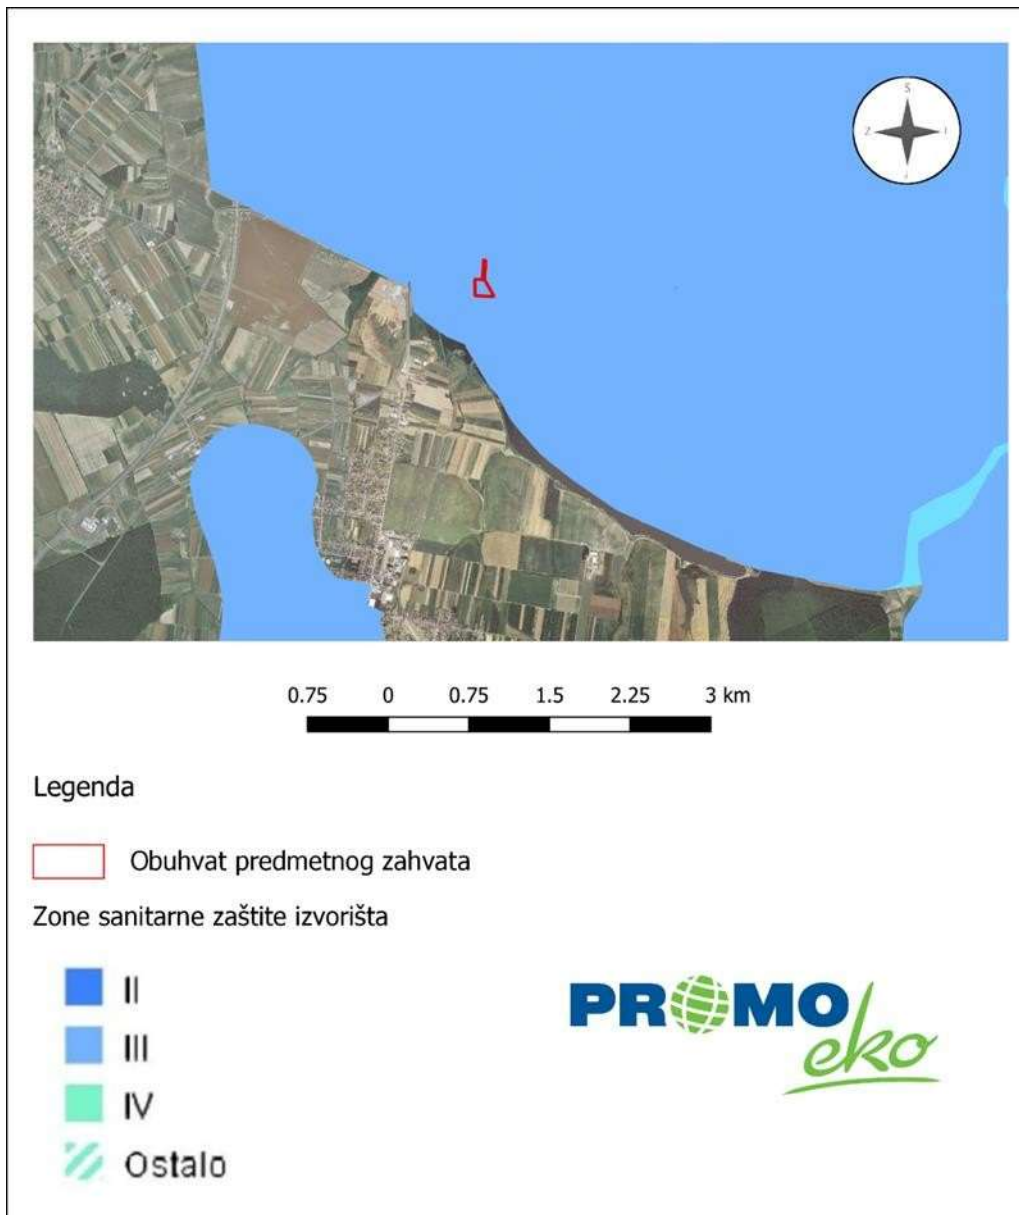 S
Z I
J
0.75 0 0.75 1.5 2.25 3 km
Legenda
Obuhvat predmetnog zahvata
Zone sanitarne zaštite izvorišta
II
III
IV
Ostalo
PROMO
eko